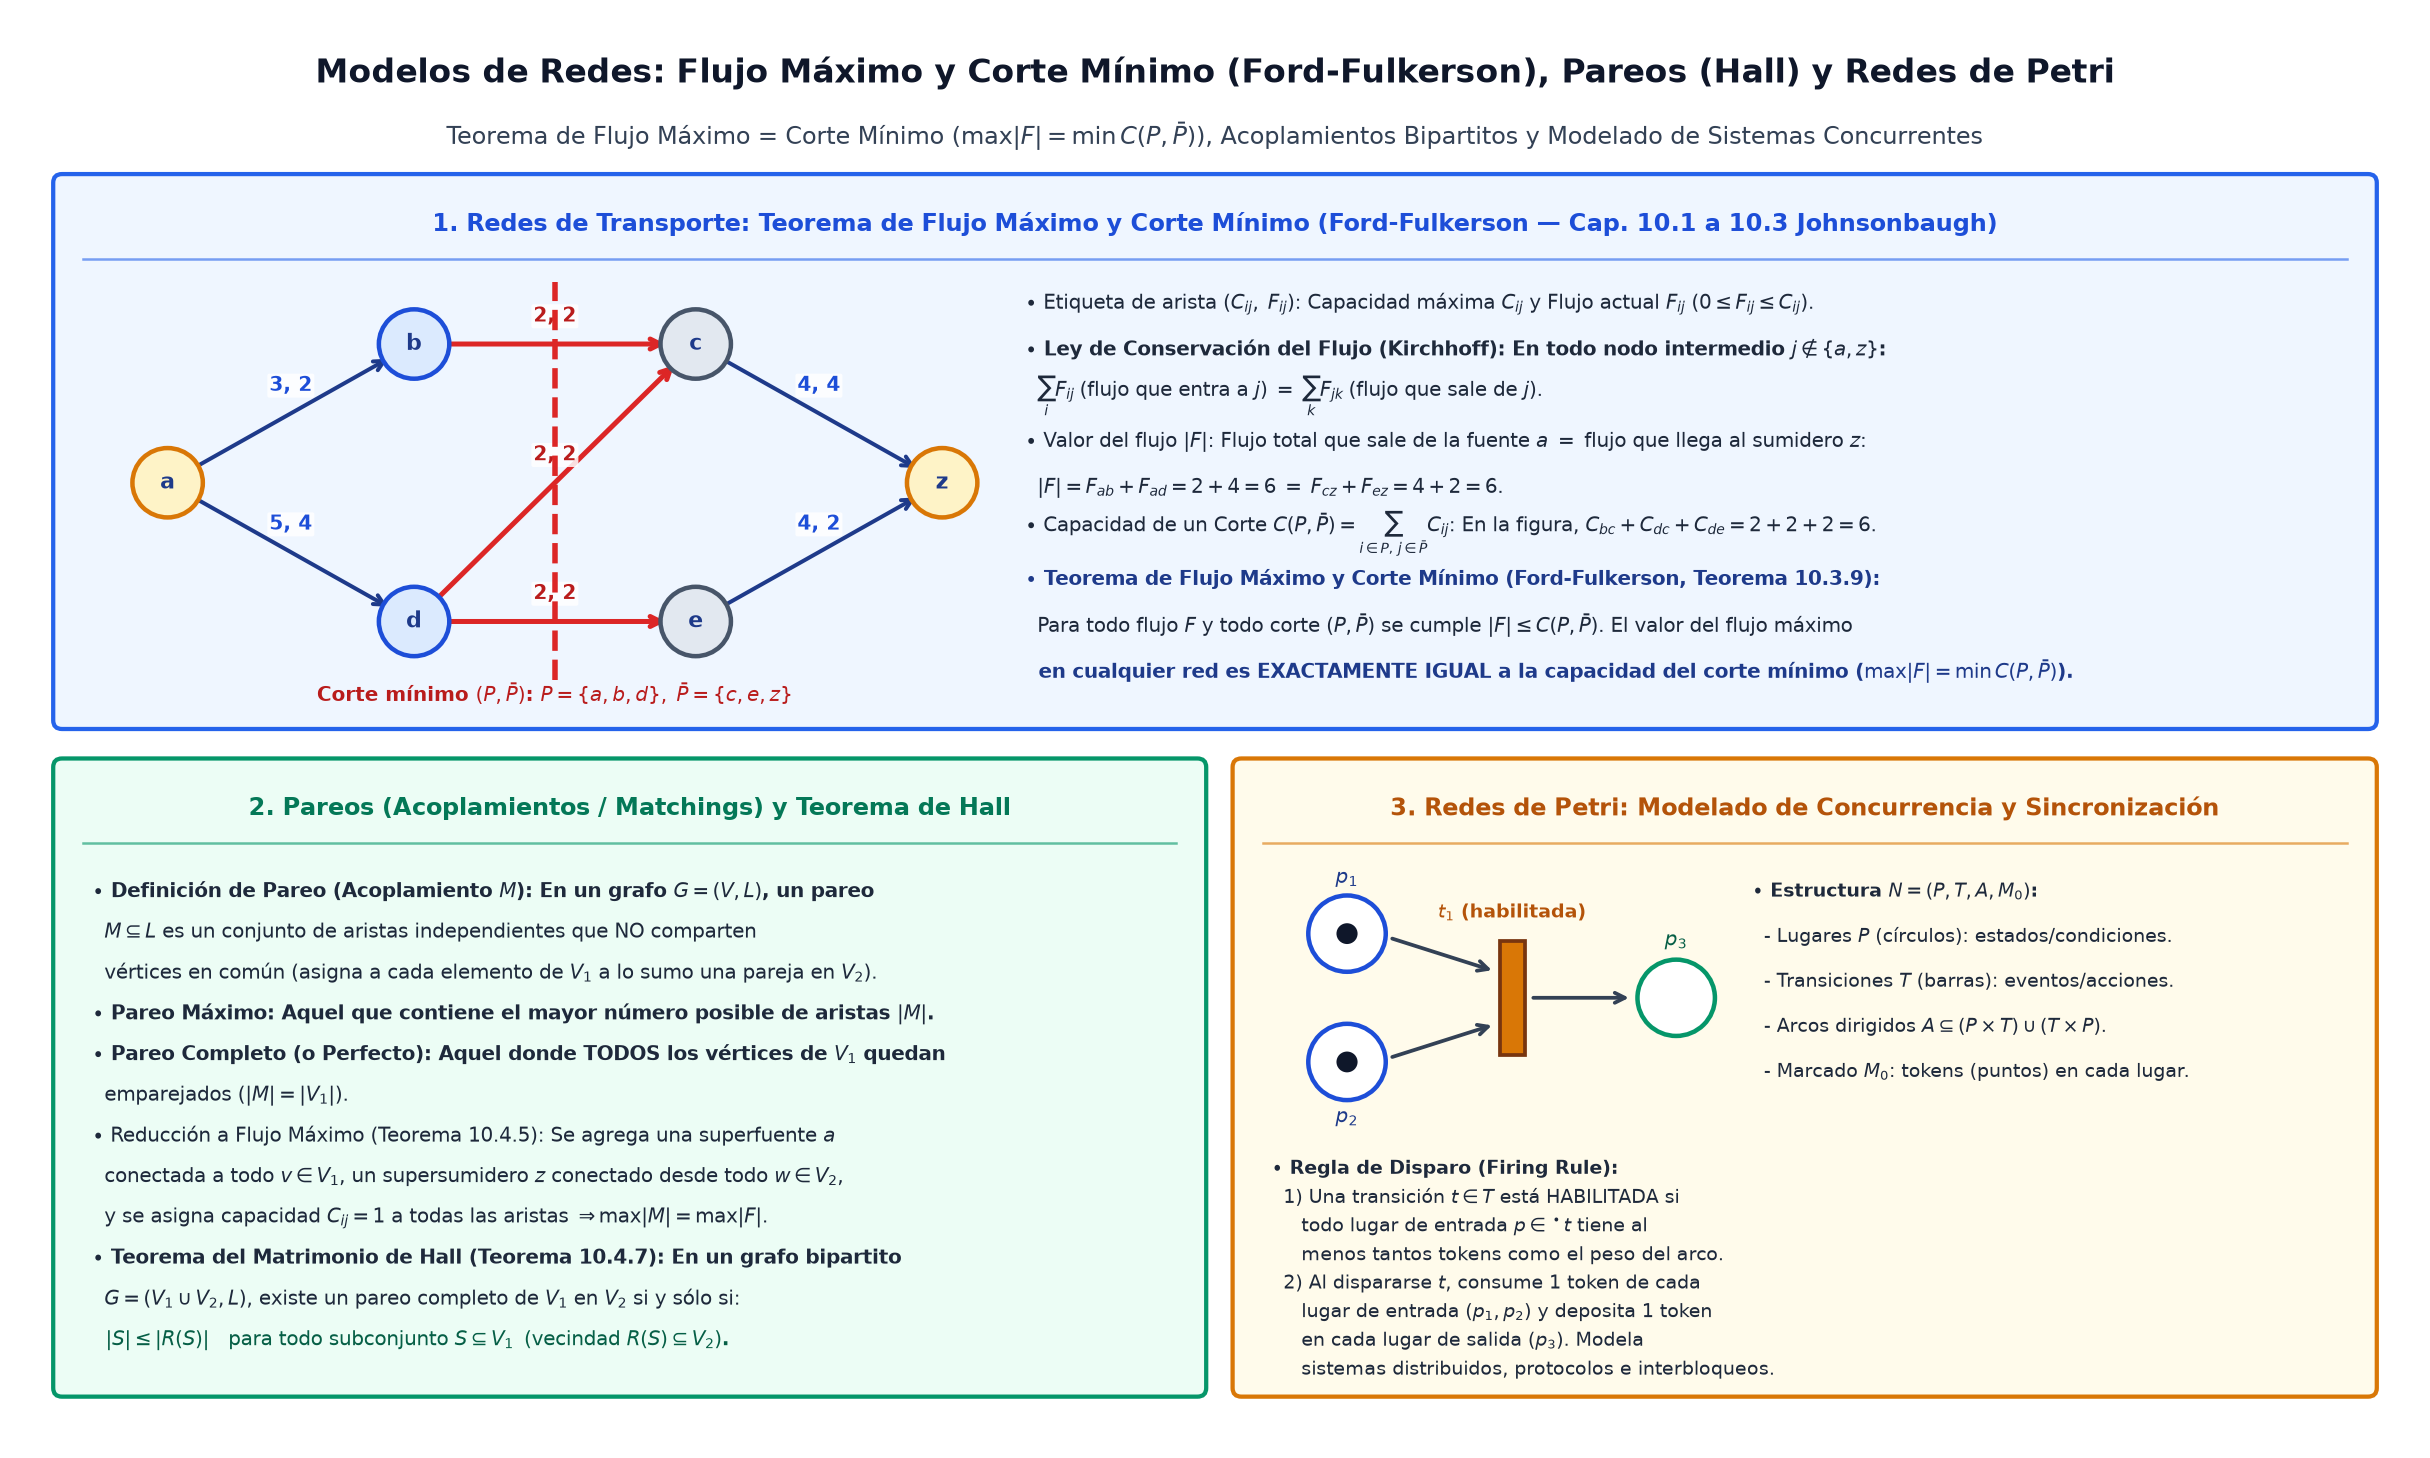 Modelos de Redes: Flujo Máximo y Corte Mínimo (Ford-Fulkerson), Pareos (Hall) y Redes de Petri
Teorema de Flujo Máximo = Corte Mínimo (max|F| = min C(P, P̄)), Acoplamientos Bipartitos y Modelado de Sistemas Concurrentes
1. Redes de Transporte: Teorema de Flujo Máximo y Corte Mínimo (Ford-Fulkerson — Cap. 10.1 a 10.3 Johnsonbaugh)
2, 2
b
c
3, 2
4, 4
2, 2
a
z
5, 4
4, 2
2, 2
d
e
Corte mínimo (P, P̄): P = {a, b, d}, P̄ = {c, e, z}
• Etiqueta de arista (C_ij, F_ij): Capacidad máxima C_ij y Flujo actual F_ij (0 ≤ F_ij ≤ C_ij).
• Ley de Conservación del Flujo (Kirchhoff): En todo nodo intermedio j ∉ {a, z}:
∑_i F_ij (flujo que entra a j) = ∑_k F_jk (flujo que sale de j).
• Valor del flujo |F|: Flujo total que sale de la fuente a = flujo que llega al sumidero z:
|F| = F_ab + F_ad = 2 + 4 = 6 = F_cz + F_ez = 4 + 2 = 6.
• Capacidad de un Corte C(P, P̄) = ∑_{i ∈ P, j ∈ P̄} C_ij: En la figura, C_bc + C_dc + C_de = 2 + 2 + 2 = 6.
• Teorema de Flujo Máximo y Corte Mínimo (Ford-Fulkerson, Teorema 10.3.9):
Para todo flujo F y todo corte (P, P̄) se cumple |F| ≤ C(P, P̄). El valor del flujo máximo
en cualquier red es EXACTAMENTE IGUAL a la capacidad del corte mínimo (max|F| = min C(P, P̄)).
2. Pareos (Acoplamientos / Matchings) y Teorema de Hall
• Definición de Pareo (Acoplamiento M): En un grafo G = (V, L), un pareo
M ⊆ L es un conjunto de aristas independientes que NO comparten
vértices en común (asigna a cada elemento de V₁ a lo sumo una pareja en V₂).
• Pareo Máximo: Aquel que contiene el mayor número posible de aristas |M|.
• Pareo Completo (o Perfecto): Aquel donde TODOS los vértices de V₁ quedan
emparejados (|M| = |V₁|).
• Reducción a Flujo Máximo (Teorema 10.4.5): Se agrega una superfuente a
conectada a todo v ∈ V₁, un supersumidero z conectado desde todo w ∈ V₂,
y se asigna capacidad C_ij = 1 a todas las aristas ⇒ max|M| = max|F|.
• Teorema del Matrimonio de Hall (Teorema 10.4.7): En un grafo bipartito
G = (V₁ ∪ V₂, L), existe un pareo completo de V₁ en V₂ si y sólo si:
|S| ≤ |R(S)| para todo subconjunto S ⊆ V₁ (vecindad R(S) ⊆ V₂).
3. Redes de Petri: Modelado de Concurrencia y Sincronización
p₁
t₁ (habilitada)
p₃
p₂
• Estructura N = (P, T, A, M₀):
- Lugares P (círculos): estados/condiciones.
- Transiciones T (barras): eventos/acciones.
- Arcos dirigidos A ⊆ (P × T) ∪ (T × P).
- Marcado M₀: tokens (puntos) en cada lugar.
• Regla de Disparo (Firing Rule):
1) Una transición t ∈ T está HABILITADA si
todo lugar de entrada p ∈ •t tiene al
menos tantos tokens como el peso del arco.
2) Al dispararse t, consume 1 token de cada
lugar de entrada (p₁, p₂) y deposita 1 token
en cada lugar de salida (p₃). Modela
sistemas distribuidos, protocolos e interbloqueos.